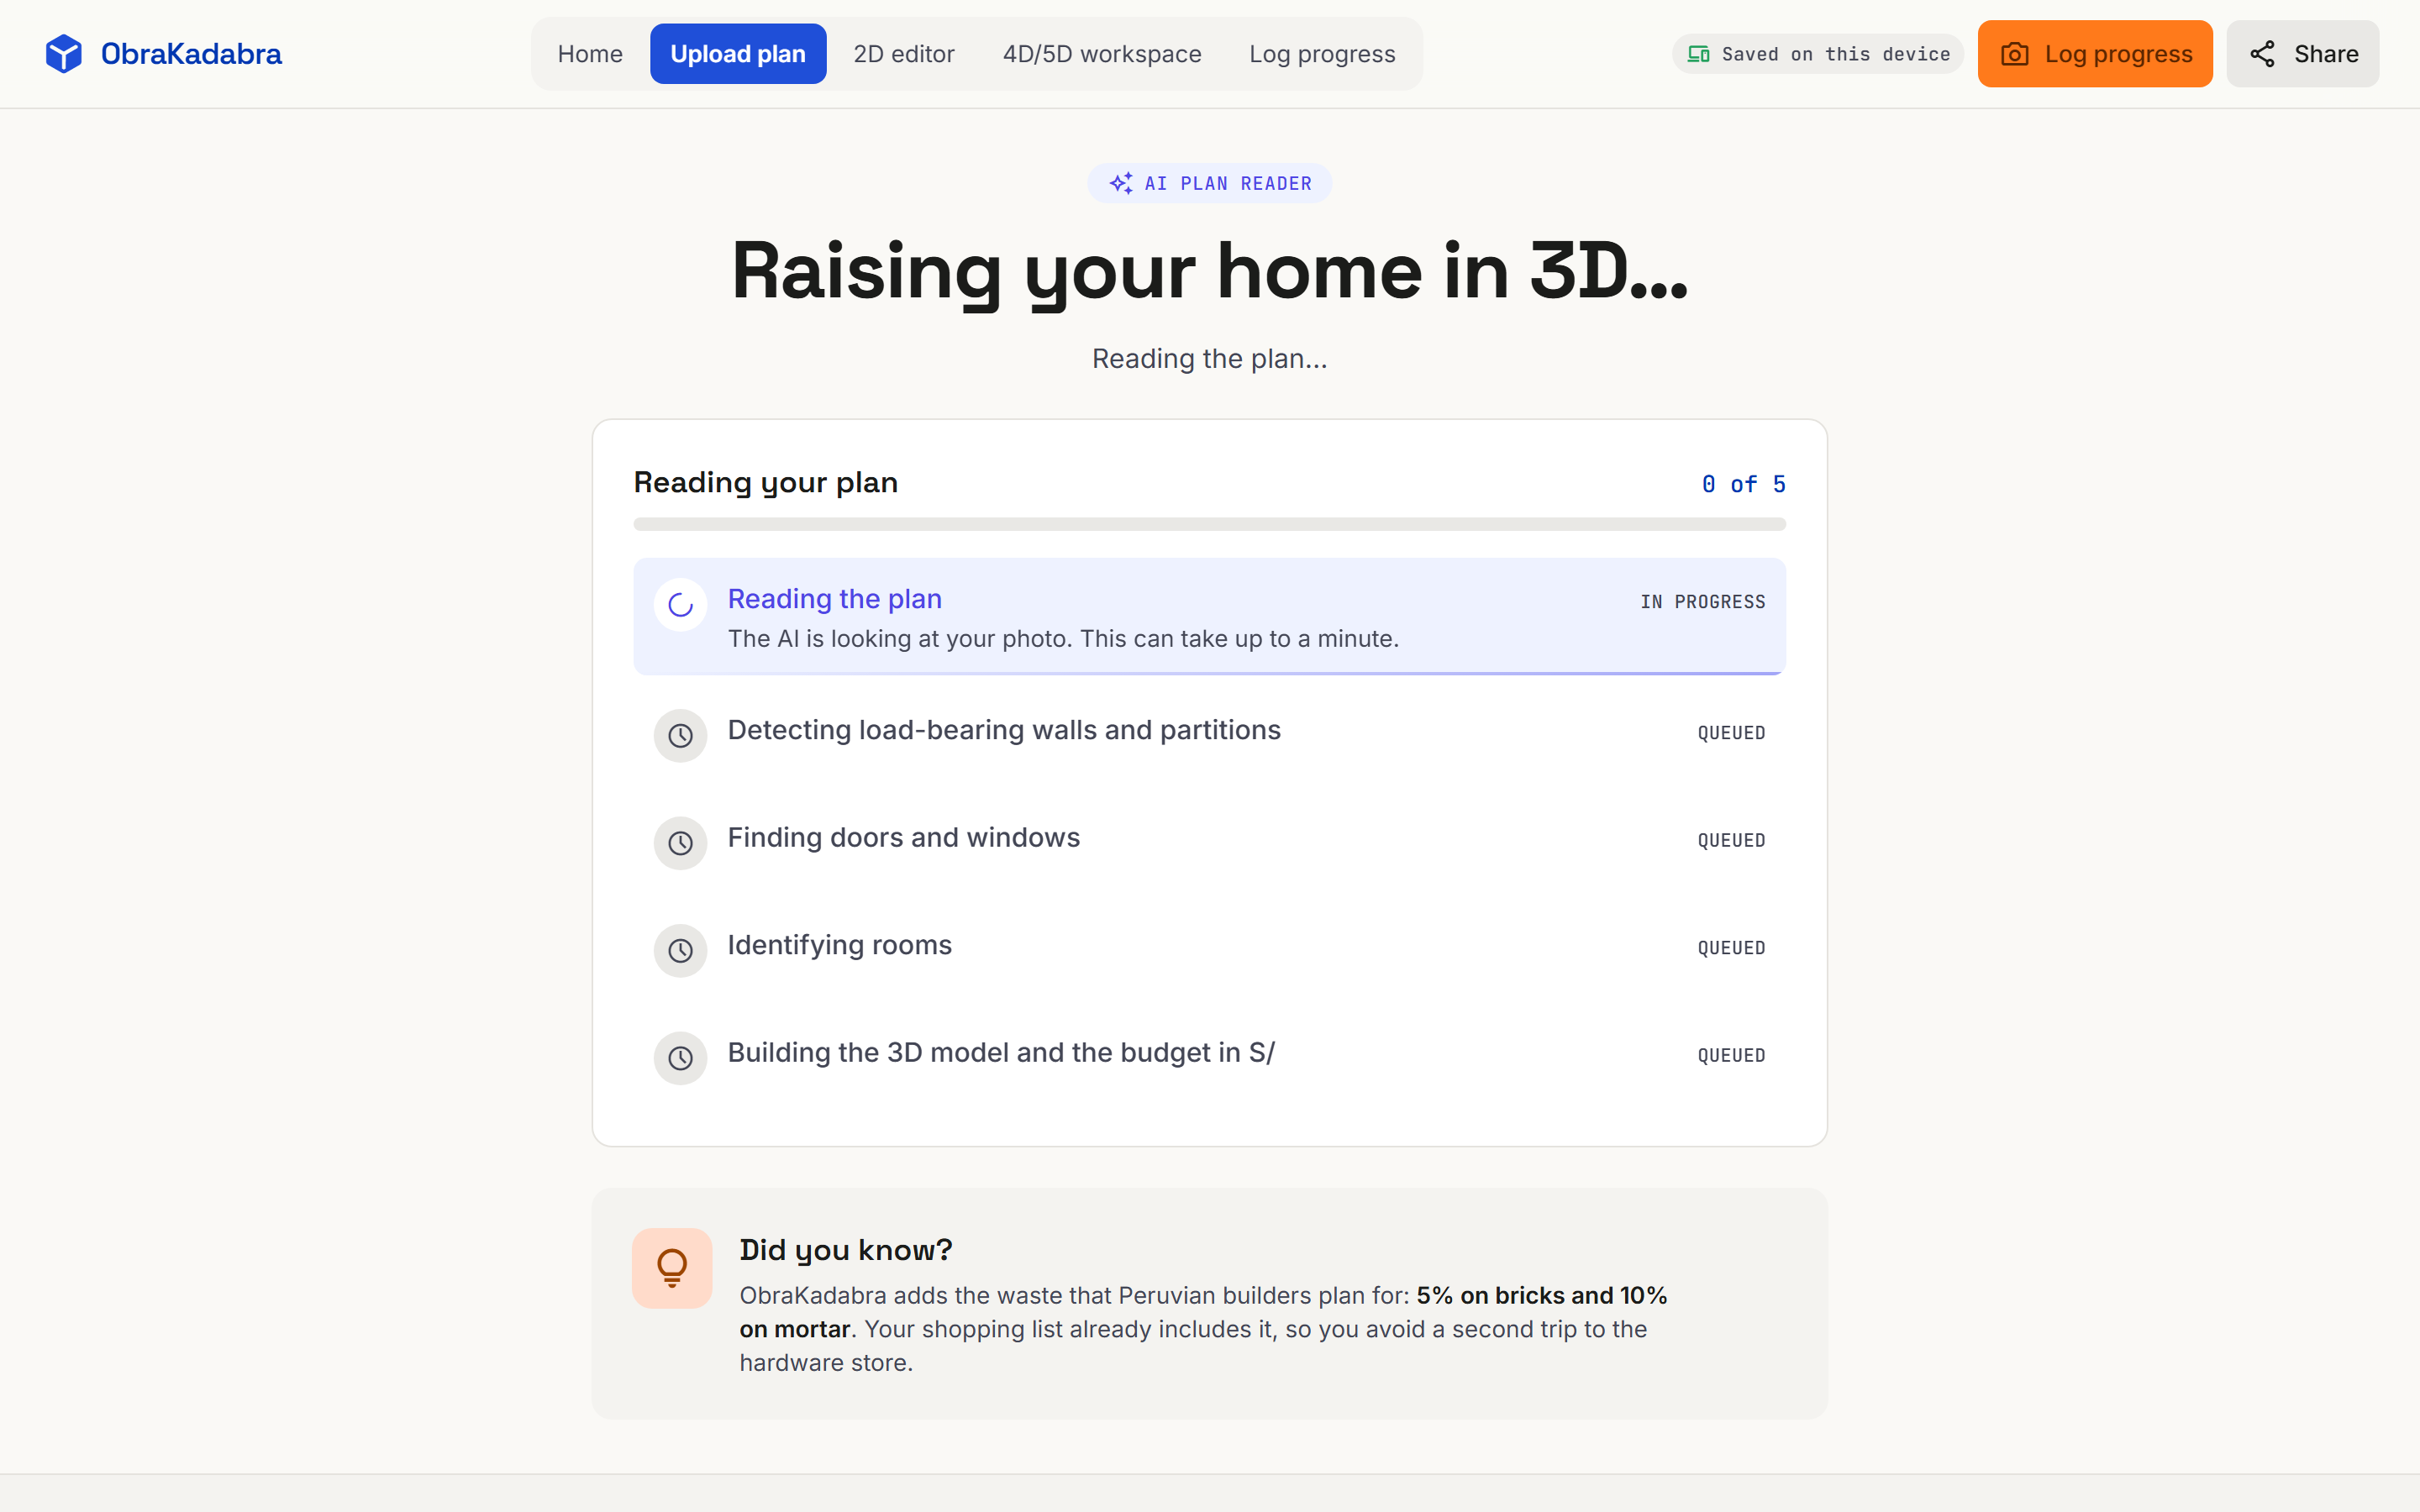 ObraKadabra
Home
Upload plan
2D editor
4D/5D workspace
Log progress
Saved on this device
Log progress
Share
AI PLAN READER
Raising your home in 3D...
Reading the plan...
Reading your plan
0 of 5
Reading the plan
IN PROGRESS
The AI is looking at your photo. This can take up to a minute.
Detecting load-bearing walls and partitions
QUEUED
Finding doors and windows
QUEUED
Identifying rooms
QUEUED
Building the 3D model and the budget in S/
QUEUED
Did you know?
ObraKadabra adds the waste that Peruvian builders plan for: 5% on bricks and 10%
on mortar. Your shopping list already includes it, so you avoid a second trip to the
hardware store.